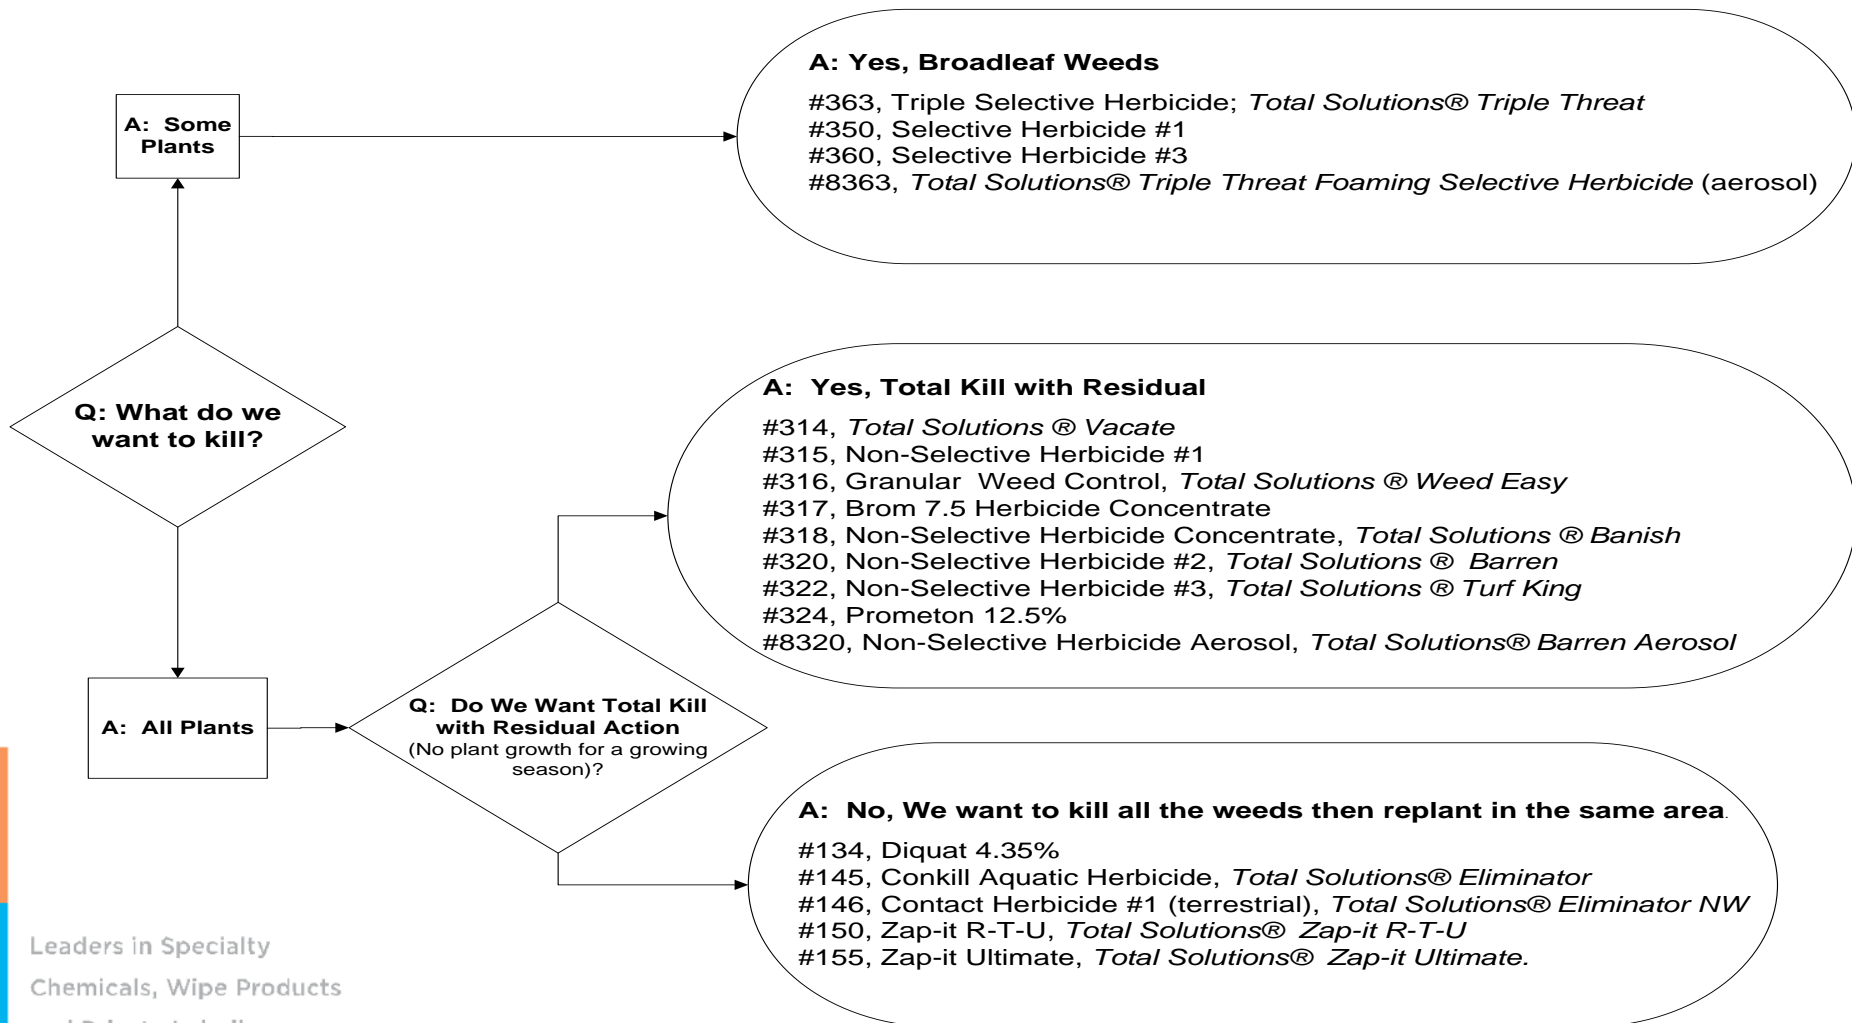 A: Yes, Broadleaf Weeds
#363, Triple Selective Herbicide; Total Solutions® Triple Threat
#350, Selective Herbicide #1
#360, Selective Herbicide #3
#8363, Total Solutions® Triple Threat Foaming Selective Herbicide (aerosol)
A: Some
Plants
Q: What do we
want to kill?
A: Yes, Total Kill with Residual
#314, Total Solutions ® Vacate
#315, Non-Selective Herbicide #1
#316, Granular Weed Control, Total Solutions ® Weed Easy
#317, Brom 7.5 Herbicide Concentrate
#318, Non-Selective Herbicide Concentrate, Total Solutions ® Banish
#320, Non-Selective Herbicide #2, Total Solutions ® Barren
#322, Non-Selective Herbicide #3, Total Solutions ® Turf King
#324, Prometon 12.5%
#8320, Non-Selective Herbicide Aerosol, Total Solutions® Barren Aerosol
A: All Plants
Q: Do We Want Total Kill
with Residual Action
(No plant growth for a growing
season)?
A: No, We want to kill all the weeds then replant in the same area.
#134, Diquat 4.35%
#145, Conkill Aquatic Herbicide, Total Solutions® Eliminator
#146, Contact Herbicide #1 (terrestrial), Total Solutions® Eliminator NW
#150, Zap-it R-T-U, Total Solutions® Zap-it R-T-U
#155, Zap-it Ultimate, Total Solutions® Zap-it Ultimate.
Leaders in Specialty
Chemicals, Wipe Products